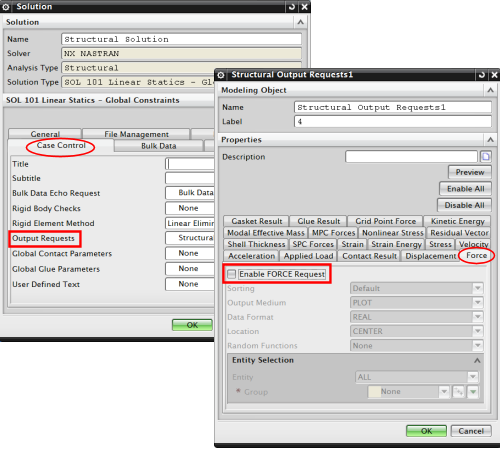 Solution
Solution
Name Structural Solution
Solver NX NASTRAN
Analysis Type Structural
Solution Type SOL 101 Linear Statics - Glo
SOL 101 Linear Statics - Global Constraints
General File Management
Case Control Bulk Data
Title
Subtitle
Bulk Data Echo Request Bulk Data
Rigid Body Checks None
Rigid Element Method Linear Elimin
Output Requests Structura
Global Contact Parameters None
Global Glue Parameters None
User Defined Text None
OK
Structural Output Requests1
Modeling Object
Name Structural Output Requests1
Label 4
Properties
Description
Preview
Enable All
Disable All
Gasket Result Glue Result Grid Point Force Kinetic Energy
Modal Effective Mass MPC Forces Nonlinear Stress Residual Vector
Shell Thickness SPC Forces Strain Strain Energy Stress Velocity
Acceleration Applied Load Contact Result Displacement Force
Enable FORCE Request
Sorting Default
Output Medium PLOT
Data Format REAL
Location CENTER
Random Functions None
Entity Selection
Entity ALL
* Group None
OK Cancel